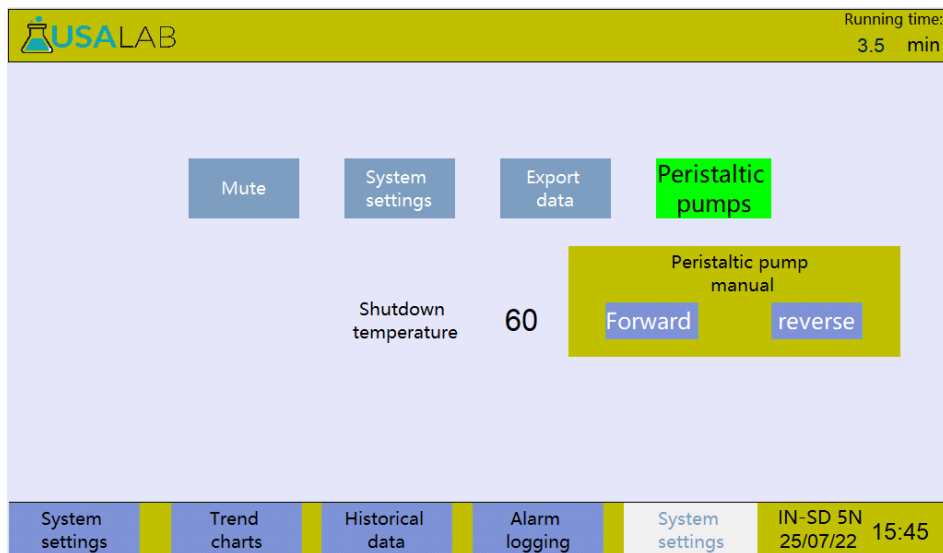 USALAB
Running time:
3.5 min
Mute
System
settings
Export
data
Peristaltic
pumps
Peristaltic pump
manual
Shutdown
temperature
60
Forward
reverse
System
settings
Trend
charts
Historical
data
Alarm
logging
System
settings
IN-SD 5N
25/07/22
15:45